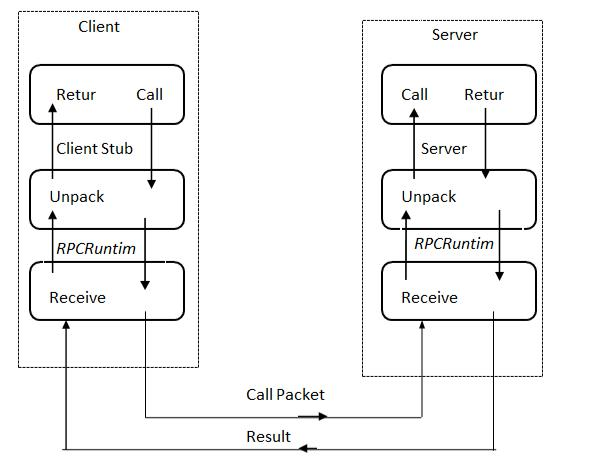 Client
Server
Retur Call
Call Retur
Client Stub
Server
Unpack
Unpack
RPCRuntim
RPCRuntim
Receive
Receive
Call Packet
Result